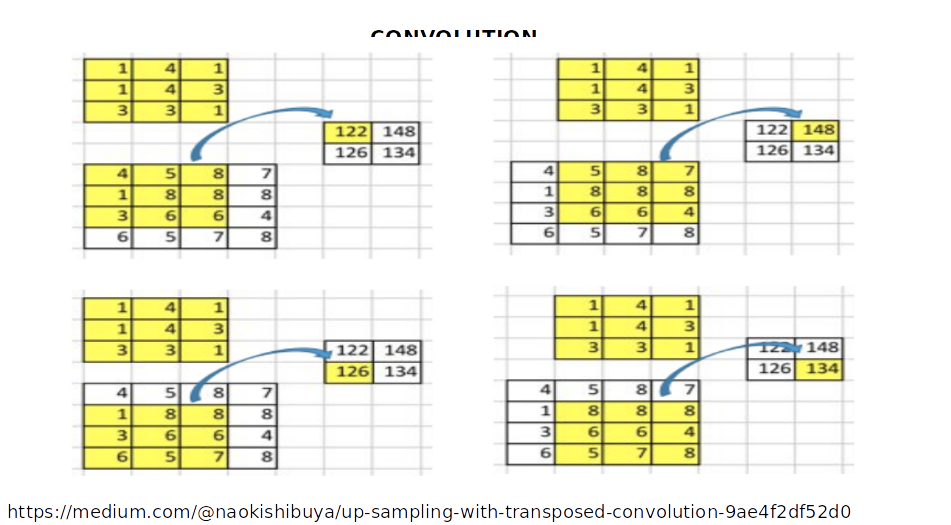 CONVOLUTION
1 4 1
1 4 3
3 3 1
122 148
126 134
4 5 8 7
1 8 8 8
3 6 6 4
6 5 7 8
1 4 1
1 4 3
3 3 1
122 148
126 134
4 5 8 7
1 8 8 8
3 6 6 4
6 5 7 8
1 4 1
1 4 3
3 3 1
122 148
126 134
4 5 8 7
1 8 8 8
3 6 6 4
6 5 7 8
1 4 1
1 4 3
3 3 1
122 148
126 134
4 5 8 7
1 8 8 8
3 6 6 4
6 5 7 8
https://medium.com/@naokishibuya/up-sampling-with-transposed-convolution-9ae4f2df52d0